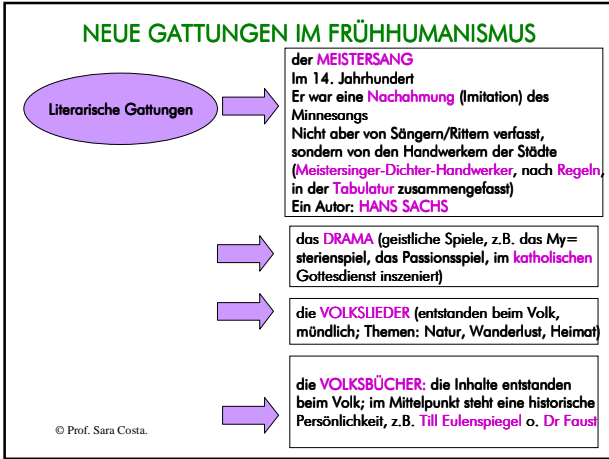 NEUE GATTUNGEN IM FRÜHHUMANISMUS
Literarische Gattungen
der MEISTERSANG
Im 14. Jahrhundert
Er war eine Nachahmung (Imitation) des
Minnesangs
Nicht aber von Sängern/Rittern verfasst,
sondern von den Handwerkern der Städte
(Meistersinger-Dichter-Handwerker, nach Regeln,
in der Tabulatur zusammengefasst)
Ein Autor: HANS SACHS
das DRAMA (geistliche Spiele, z.B. das My=
sterienspiel, das Passionsspiel, im katholischen
Gottesdienst inszeniert)
die VOLKSLIEDER (entstanden beim Volk,
mündlich; Themen: Natur, Wanderlust, Heimat)
die VOLKSBÜCHER: die Inhalte entstanden
beim Volk; im Mittelpunkt steht eine historische
Persönlichkeit, z.B. Till Eulenspiegel o. Dr Faust
© Prof. Sara Costa.